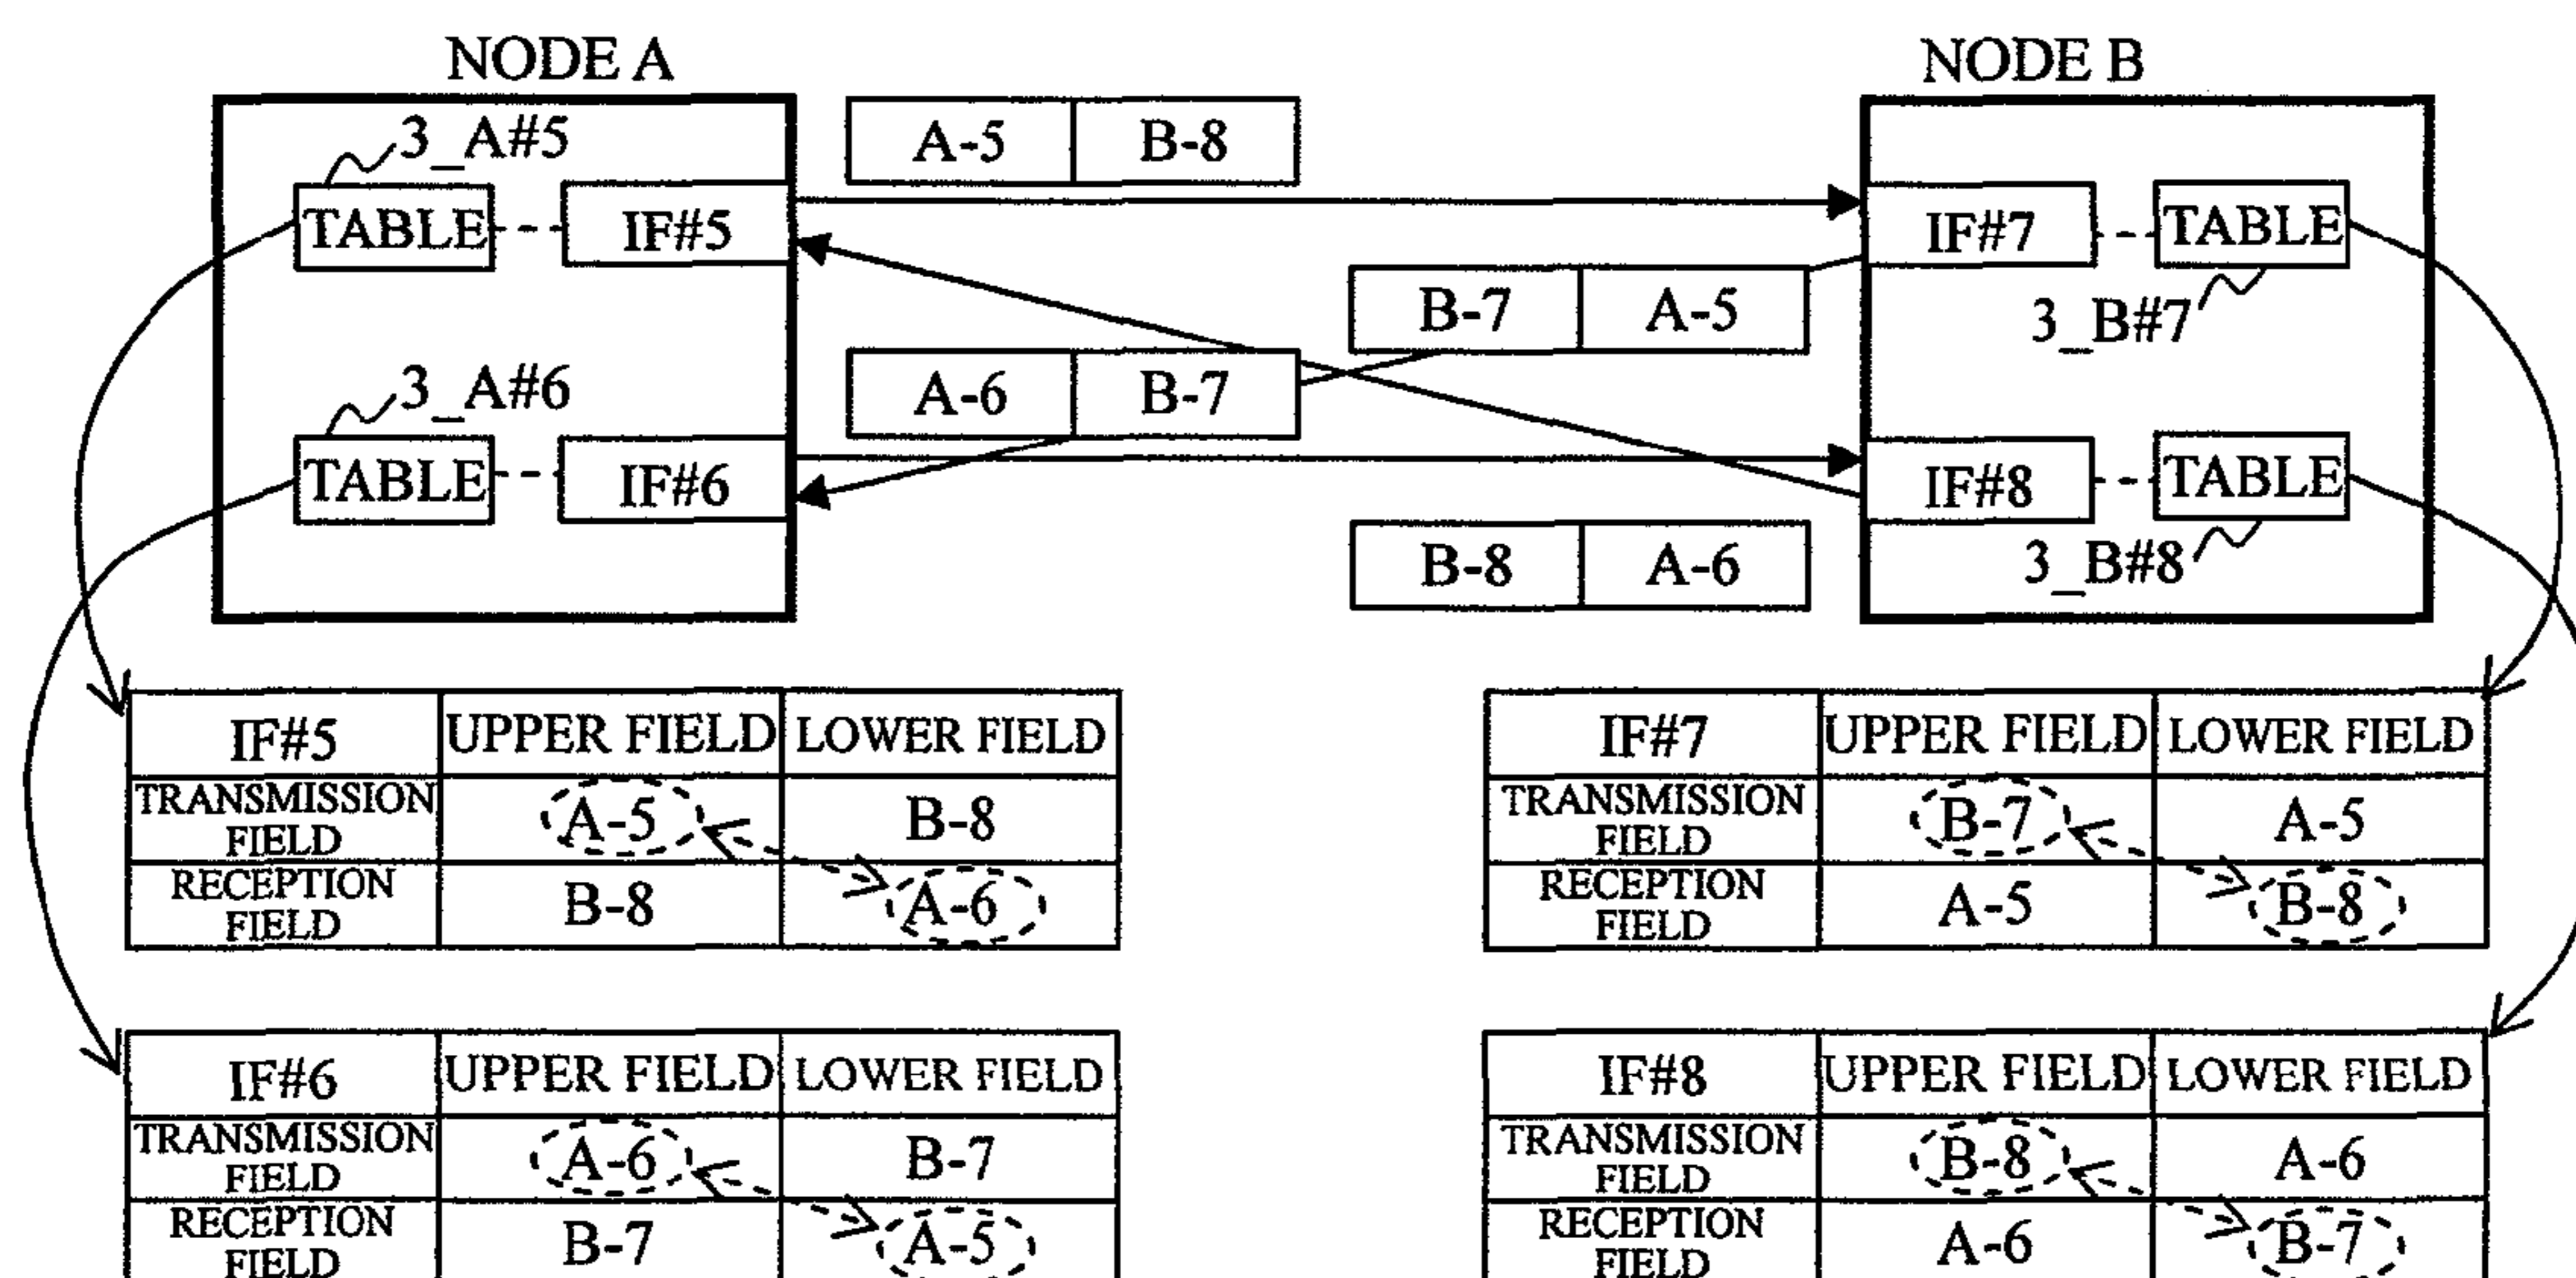 NODE A NODE B
A-5 B-8
3_A#5
TABLE IF#5 IF#7 TABLE
B-7 A-5 3_B#7
A-6 B-7
3_A#6
TABLE IF#6 IF#8 TABLE
B-8 A-6 3_B#8
IF#5 UPPER FIELD LOWER FIELD
TRANSMISSION FIELD A-5 B-8
RECEPTION FIELD B-8 A-6
IF#7 UPPER FIELD LOWER FIELD
TRANSMISSION FIELD B-7 A-5
RECEPTION FIELD A-5 B-8
IF#6 UPPER FIELD LOWER FIELD
TRANSMISSION FIELD A-6 B-7
RECEPTION FIELD B-7 A-5
IF#8 UPPER FIELD LOWER FIELD
TRANSMISSION FIELD B-8 A-6
RECEPTION FIELD A-6 B-7